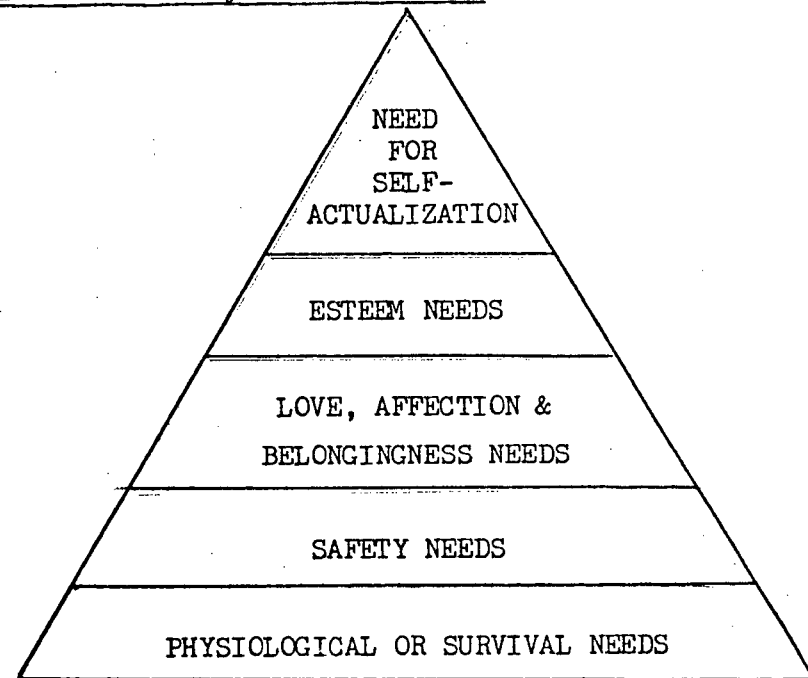 NEED
FOR
SELF-
ACTUALIZATION
ESTEEM NEEDS
LOVE, AFFECTION &
BELONGINGNESS NEEDS
SAFETY NEEDS
PHYSIOLOGICAL OR SURVIVAL NEEDS